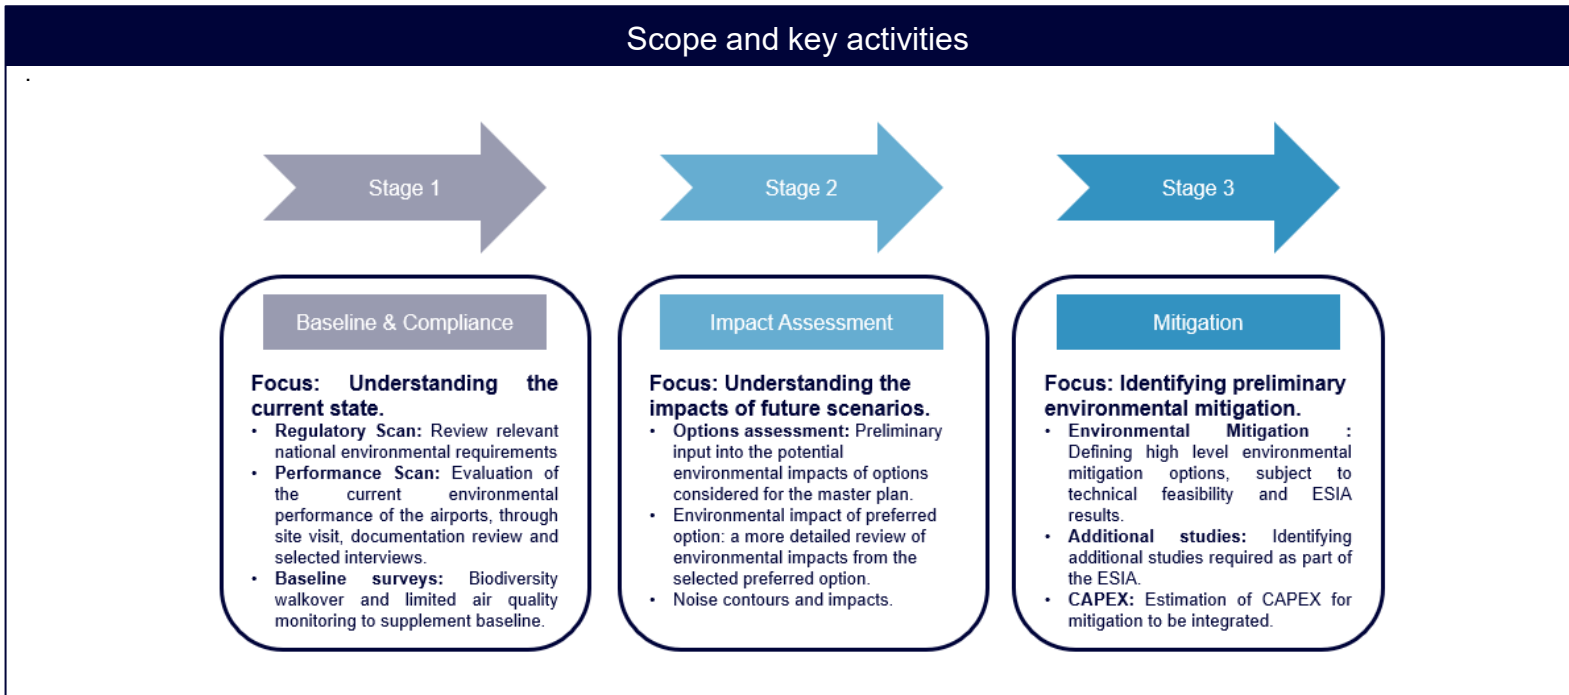 Scope and key activities
.
Stage 1
Stage 2
Stage 3
Baseline & Compliance
Focus: Understanding the
current state.
• Regulatory Scan: Review relevant
national environmental requirements
• Performance Scan: Evaluation of
the current environmental
performance of the airports, through
site visit, documentation review and
selected interviews.
• Baseline surveys: Biodiversity
walkover and limited air quality
monitoring to supplement baseline.
Impact Assessment
Focus: Understanding the
impacts of future scenarios.
• Options assessment: Preliminary
input into the potential
environmental impacts of options
considered for the master plan.
• Environmental impact of preferred
option: a more detailed review of
environmental impacts from the
selected preferred option.
• Noise contours and impacts.
Mitigation
Focus: Identifying preliminary
environmental mitigation.
• Environmental Mitigation :
Defining high level environmental
mitigation options, subject to
technical feasibility and ESIA
results.
• Additional studies: Identifying
additional studies required as part of
the ESIA.
• CAPEX: Estimation of CAPEX for
mitigation to be integrated.